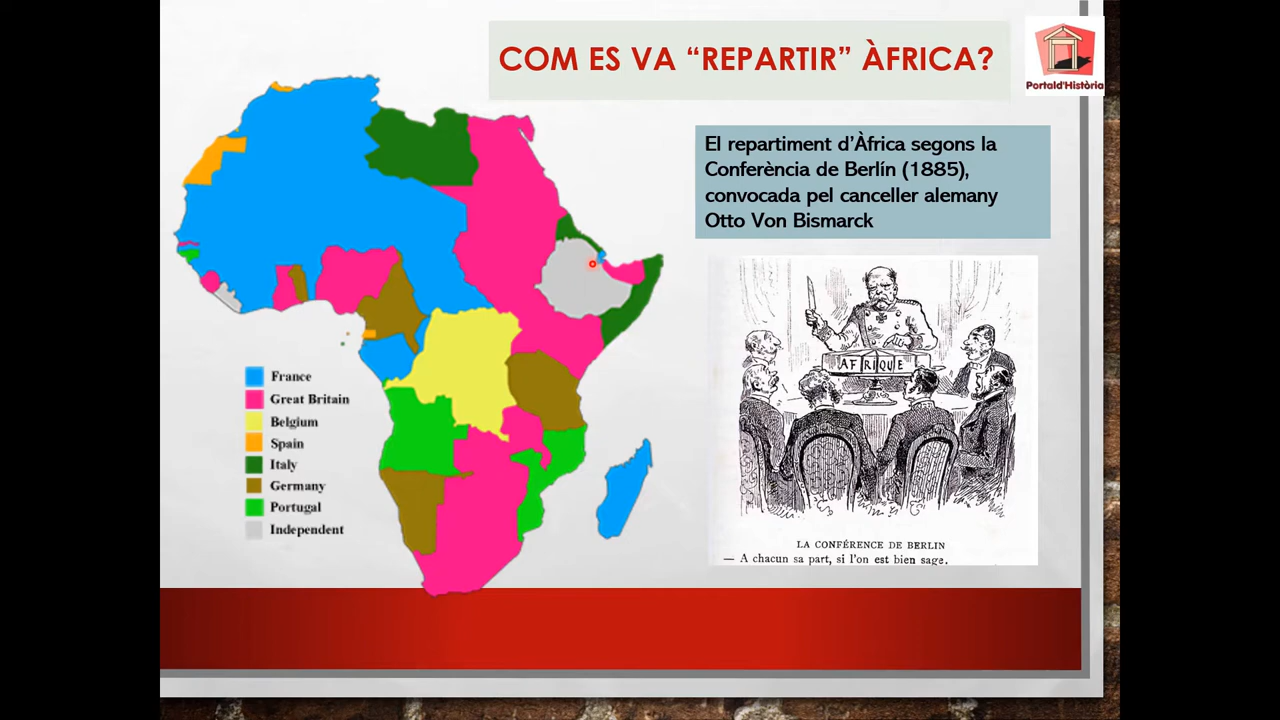 COM ES VA “REPARTIR” ÀFRICA?
Portald'Història
El repartiment d’Àfrica segons la
Conferència de Berlín (1885),
convocada pel canceller alemany
Otto Von Bismarck
AFRIQUE
France
Great Britain
Belgium
Spain
Italy
Germany
Portugal
Independent
LA CONFÉRENCE DE BERLIN
— A chacun sa part, si l'on est bien sage.